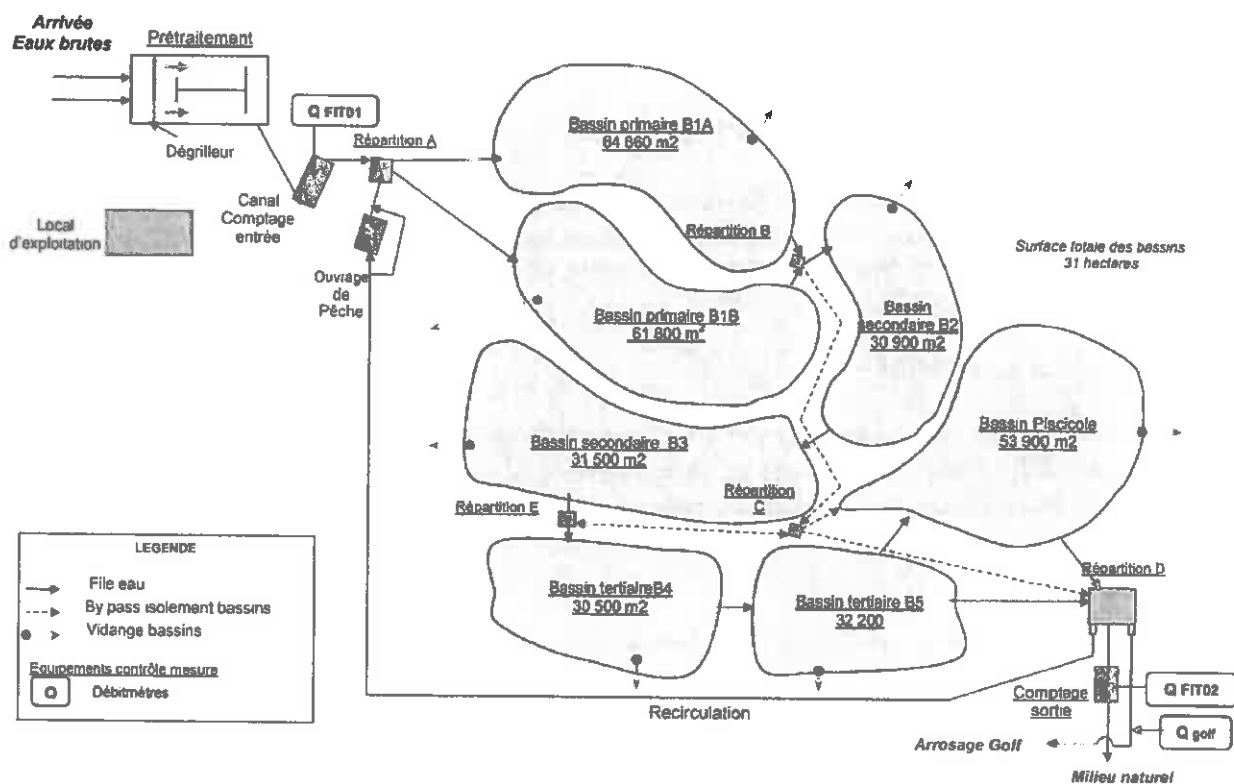 Arrivée
Eaux brutes
Prétraitement
Q FIT01
Répartition A
Dégrilleur
Canal
Comptage
entrée
Local
d'exploitation
Ouvrage
de
Pêche
Bassin primaire B1A
64 860 m2
Répartition B
Bassin primaire B1B
61 800 m²
Bassin
secondaire B2
30 900 m2
Surface totale des bassins
31 hectares
Bassin secondaire B3
31 500 m2
Bassin Piscicole
53 900 m2
Répartition E
Répartition
C
Bassin tertiaireB4
30 500 m2
Bassin tertiaire B5
32 200
Répartition D
LEGENDE
File eau
By pass isolement bassins
Vidange bassins
Equipements contrôle mesure
Q
Débitmétres
Recirculation
Comptage
sortie
Q FIT02
Q golf
Arrosage Golf
Milieu naturel